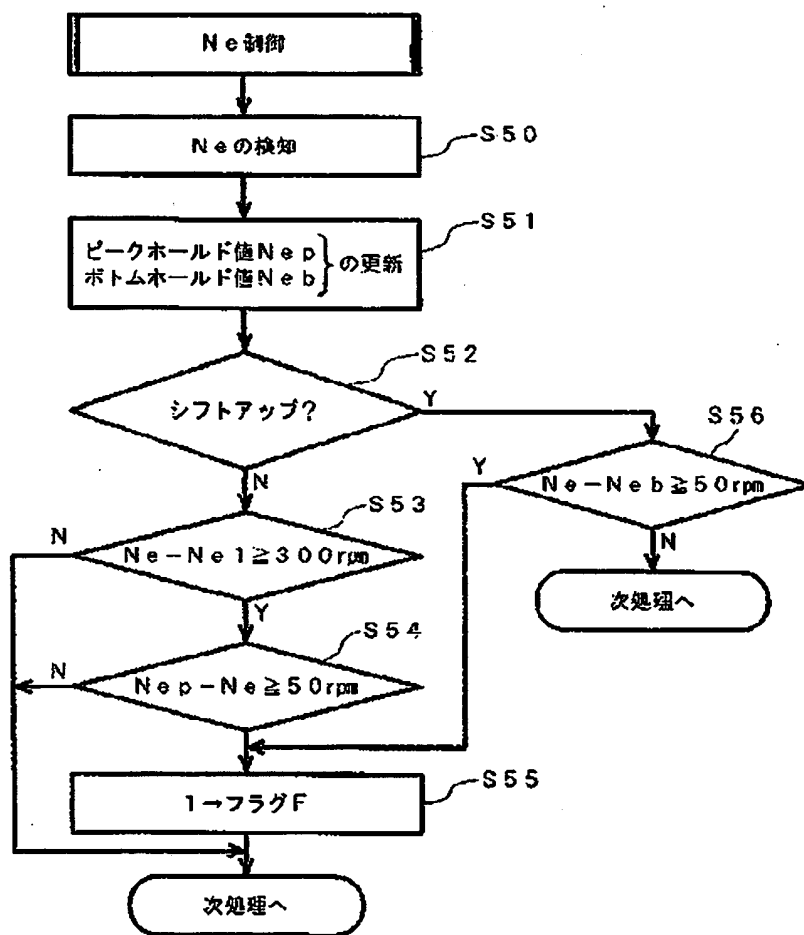 Ne制御
Neの検知
S50
S51
ピークホールド値Nep
ボトムホールド値Neb
}の更新
S52
シフトアップ?
Y
N
S56
Y
Ne-Neb≧50rpm
N
次処理へ
S53
N
Ne-Ne1≧300rpm
Y
S54
N
Nep-Ne≧50rpm
S55
1→フラグF
次処理へ